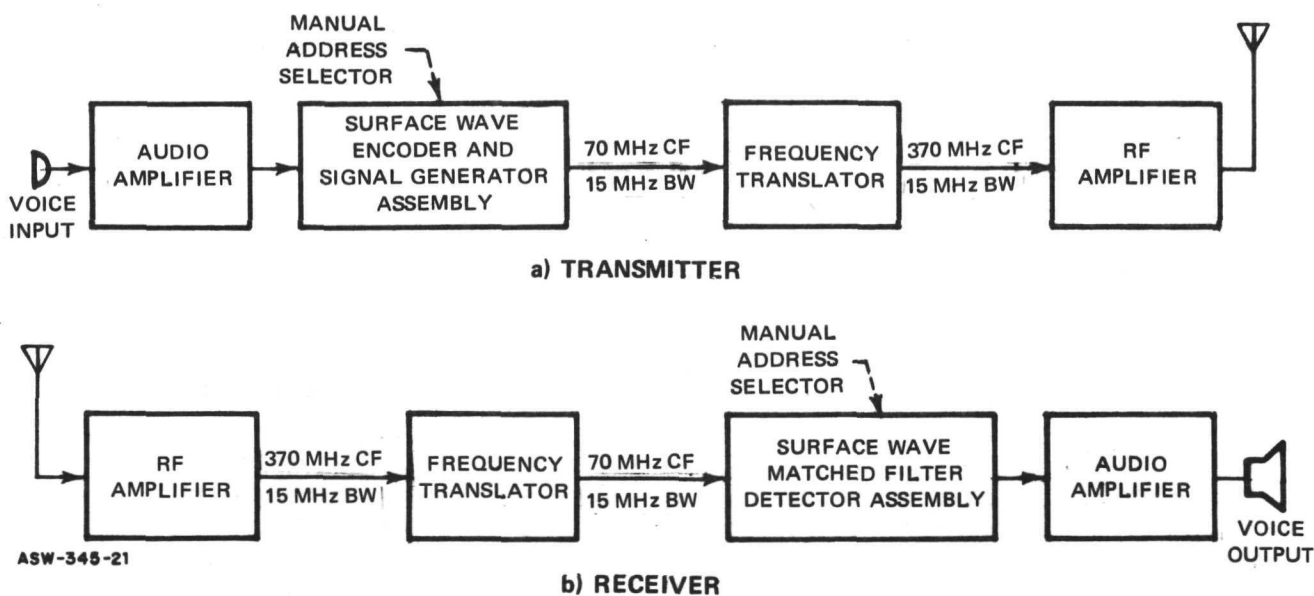 MANUAL
ADDRESS
SELECTOR
VOICE
INPUT
AUDIO
AMPLIFIER
SURFACE WAVE
ENCODER AND
SIGNAL GENERATOR
ASSEMBLY
70 MHz CF
15 MHz BW
FREQUENCY
TRANSLATOR
370 MHz CF
15 MHz BW
RF
AMPLIFIER
a) TRANSMITTER
MANUAL
ADDRESS
SELECTOR
RF
AMPLIFIER
370 MHz CF
15 MHz BW
FREQUENCY
TRANSLATOR
70 MHz CF
15 MHz BW
SURFACE WAVE
MATCHED FILTER
DETECTOR ASSEMBLY
AUDIO
AMPLIFIER
VOICE
OUTPUT
ASW-345-21
b) RECEIVER